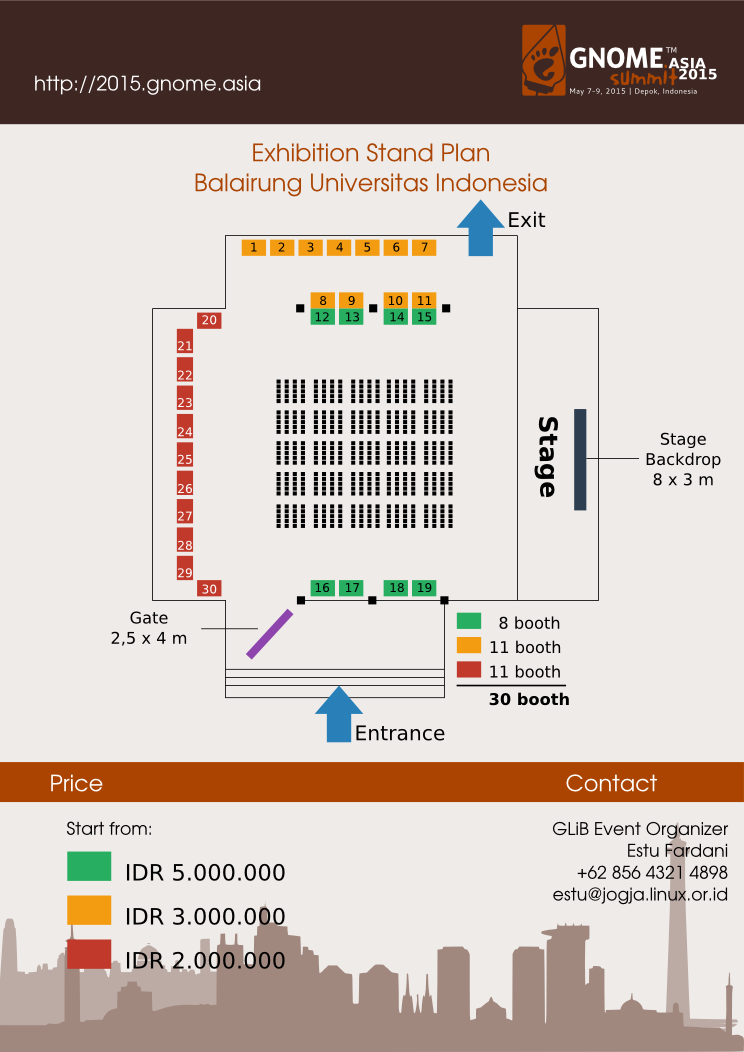 http://2015.gnome.asia
GNOME™.ASIA
summit2015
May 7-9, 2015 | Depok, Indonesia
Exhibition Stand Plan
Balairung Universitas Indonesia
Exit
1 2 3 4 5 6 7
8 9 10 11
12 13 14 15
20
21
22
23
24
25
26
27
28
29
30
Stage
Stage
Backdrop
8 x 3 m
16 17 18 19
Gate
2,5 x 4 m
8 booth
11 booth
11 booth
30 booth
Entrance
Price
Contact
Start from:
IDR 5.000.000
IDR 3.000.000
IDR 2.000.000
GLiB Event Organizer
Estu Fardani
+62 856 4321 4898
estu@jogja.linux.or.id